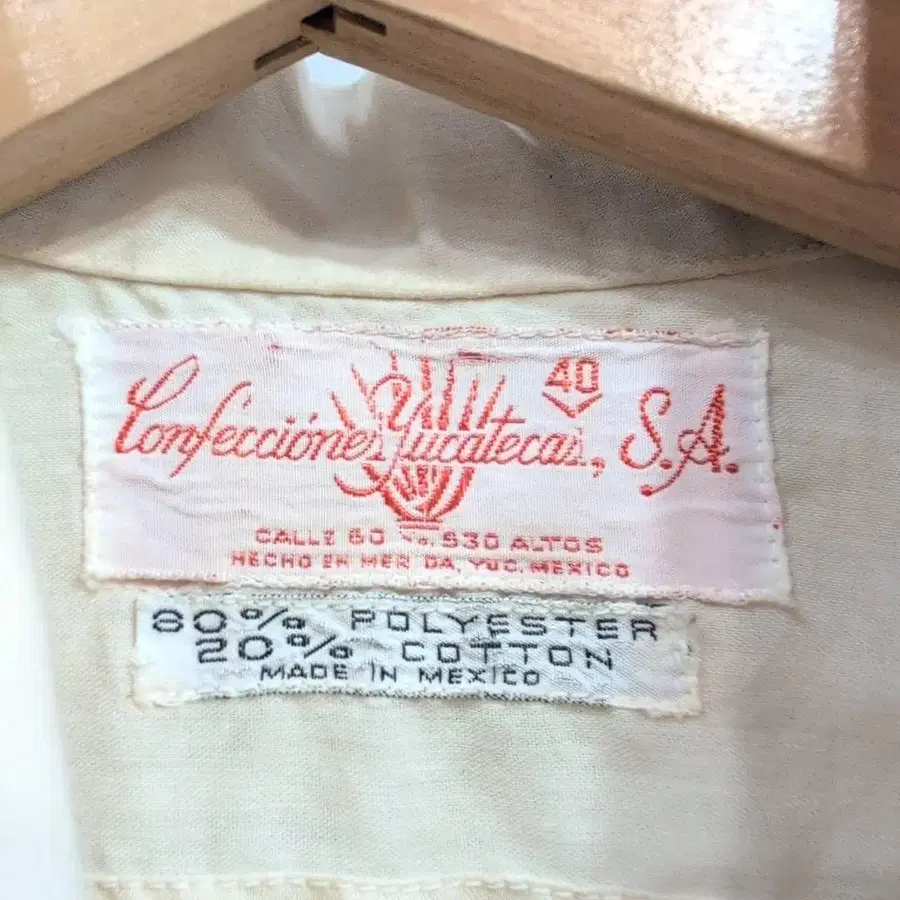 40
Confecciones Yucatecas, S.A.
CALLE 60 No. 530 ALTOS
HECHO EN MERIDA, YUC. MEXICO
80% POLYESTER
20% COTTON
MADE IN MEXICO